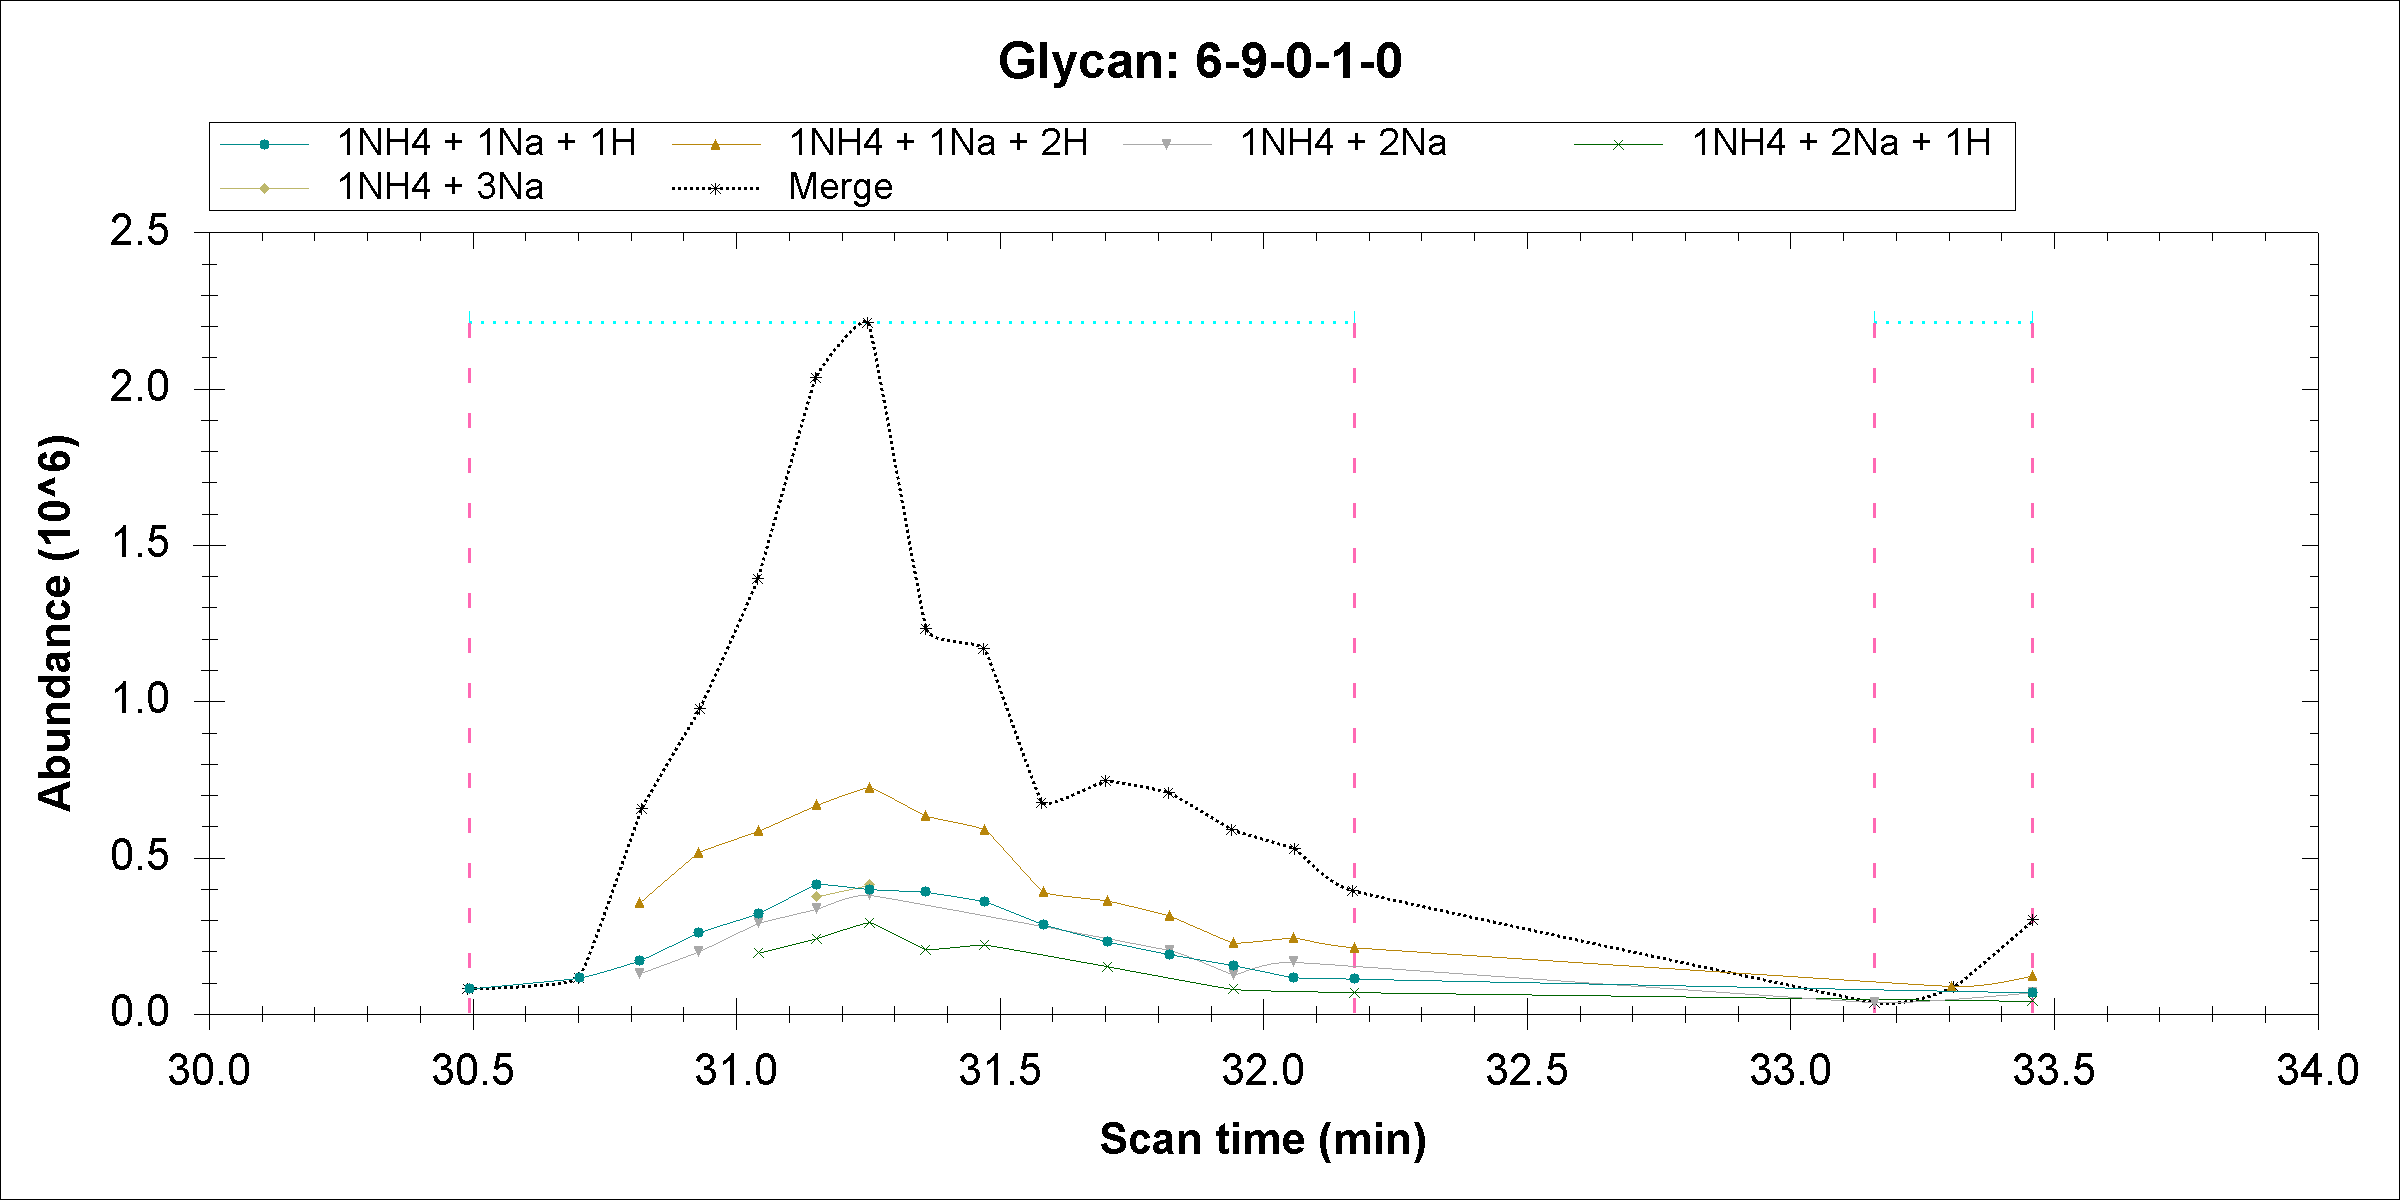 Glycan: 6-9-0-1-0
1NH4 + 1Na + 1H 1NH4 + 1Na + 2H 1NH4 + 2Na 1NH4 + 2Na + 1H
1NH4 + 3Na Merge
2.5
2.0
1.5
1.0
0.5
0.0
Abundance (10^6)
30.0 30.5 31.0 31.5 32.0 32.5 33.0 33.5 34.0
Scan time (min)